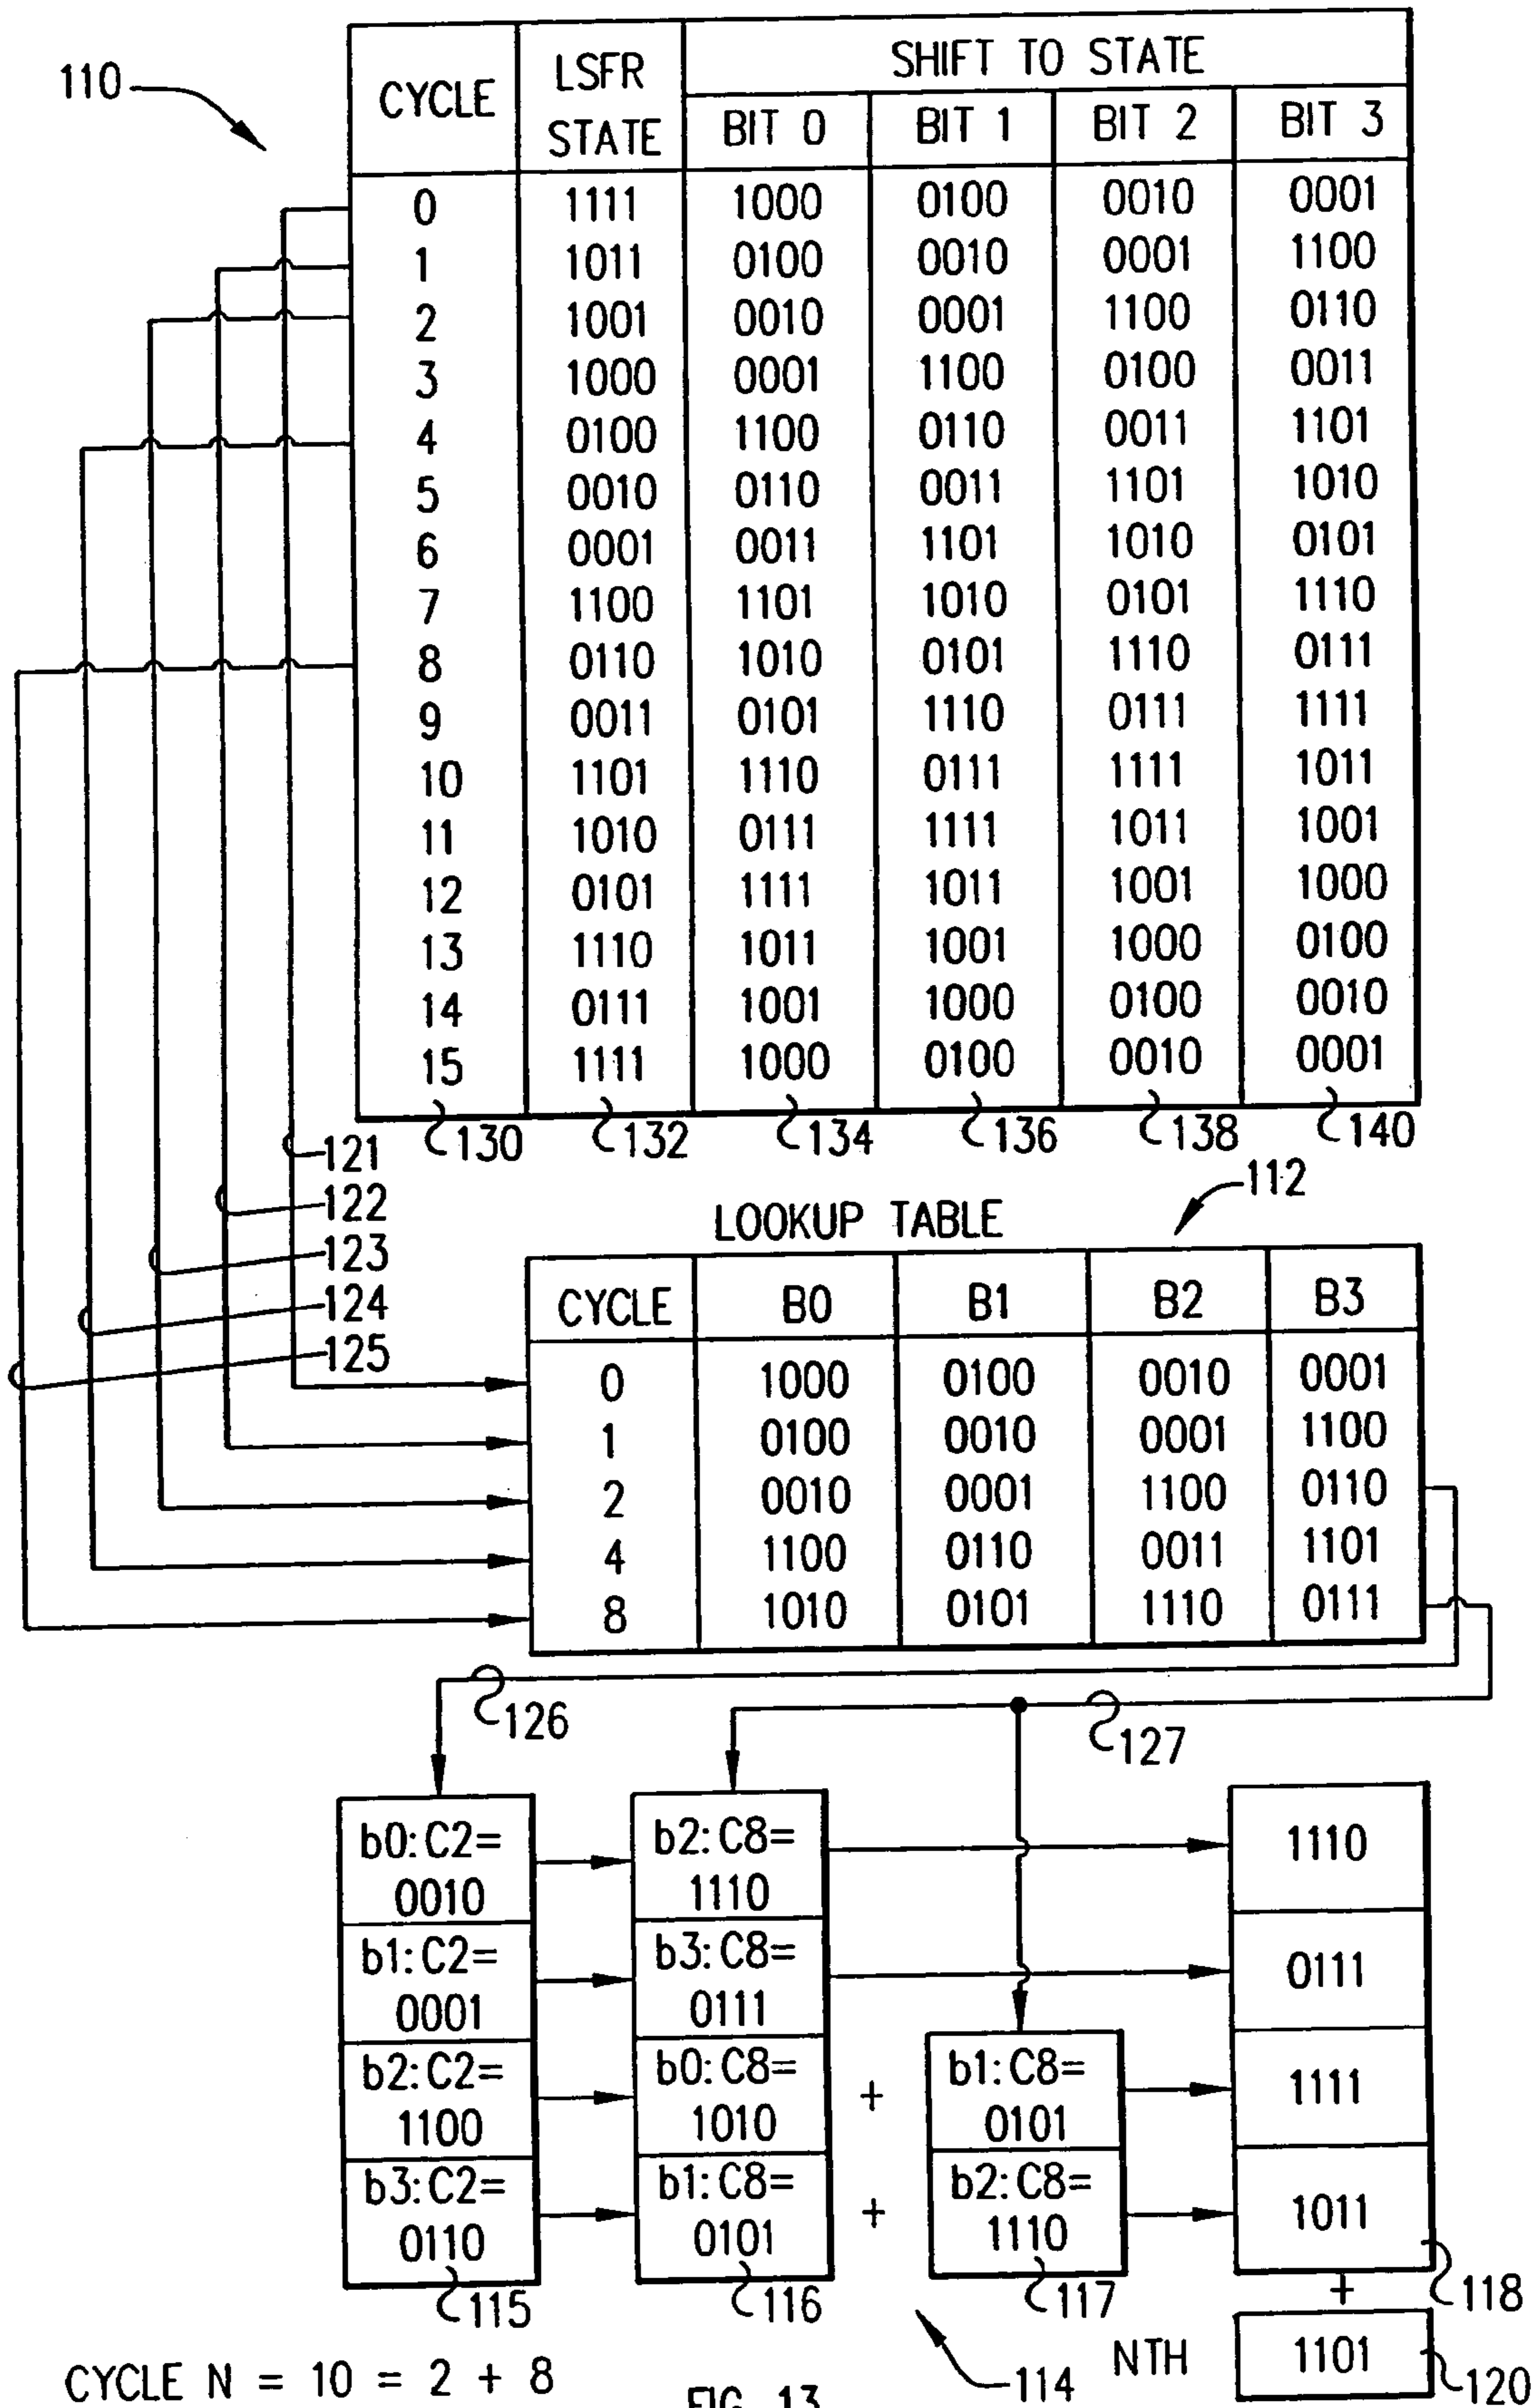 110
CYCLE LSFR STATE SHIFT TO STATE
BIT 0 BIT 1 BIT 2 BIT 3
0 1111 1000 0100 0010 0001
1 1011 0100 0010 0001 1100
2 1001 0010 0001 1100 0110
3 1000 0001 1100 0100 0011
4 0100 1100 0110 0011 1101
5 0010 0110 0011 1101 1010
6 0001 0011 1101 1010 0101
7 1100 1101 1010 0101 1110
8 0110 1010 0101 1110 0111
9 0011 0101 1110 0111 1111
10 1101 1110 0111 1111 1011
11 1010 0111 1111 1011 1001
12 0101 1111 1011 1001 1000
13 1110 1011 1001 1000 0100
14 0111 1001 1000 0100 0010
15 1111 1000 0100 0010 0001
130 132 134 136 138 140
121
122
123
124
125
112
LOOKUP TABLE
CYCLE B0 B1 B2 B3
0 1000 0100 0010 0001
1 0100 0010 0001 1100
2 0010 0001 1100 0110
4 1100 0110 0011 1101
8 1010 0101 1110 0111
126 127
b0:C2= b2:C8= 1110
0010 1110
b1:C2= b3:C8= 0111
0001 0111
b2:C2= b0:C8= + b1:C8= 1111
1100 1010 0101
b3:C2= b1:C8= + b2:C8= 1011
0110 0101 1110
115 116 117 118
+
114 NTH 1101 120
CYCLE N = 10 = 2 + 8
FIG. 13